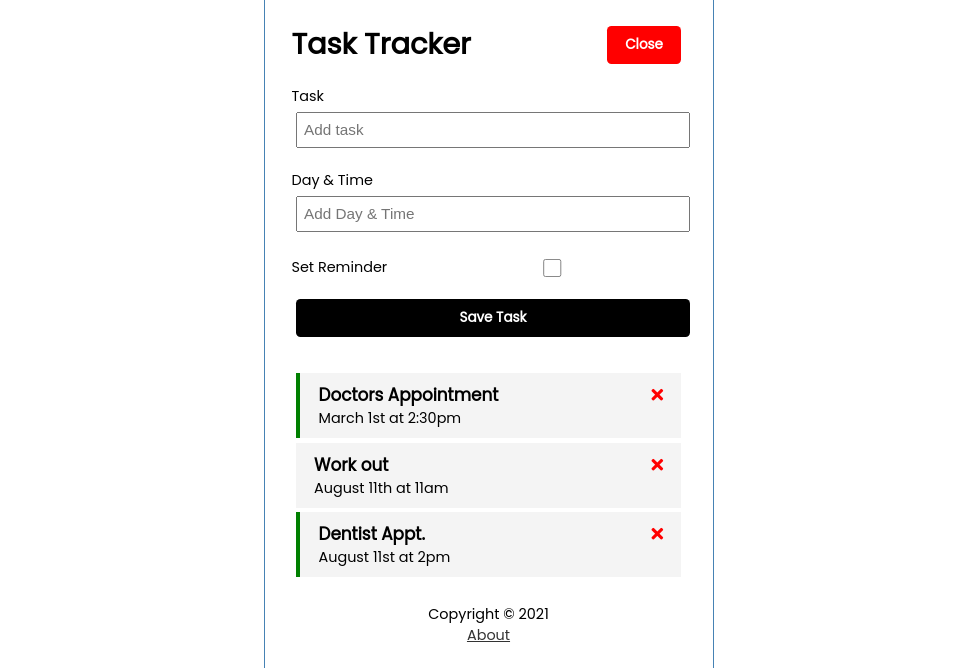 Task Tracker
Close
Task
Add task
Day & Time
Add Day & Time
Set Reminder
Save Task
Doctors Appointment
March 1st at 2:30pm
Work out
August 11th at 11am
Dentist Appt.
August 11st at 2pm
Copyright © 2021
About